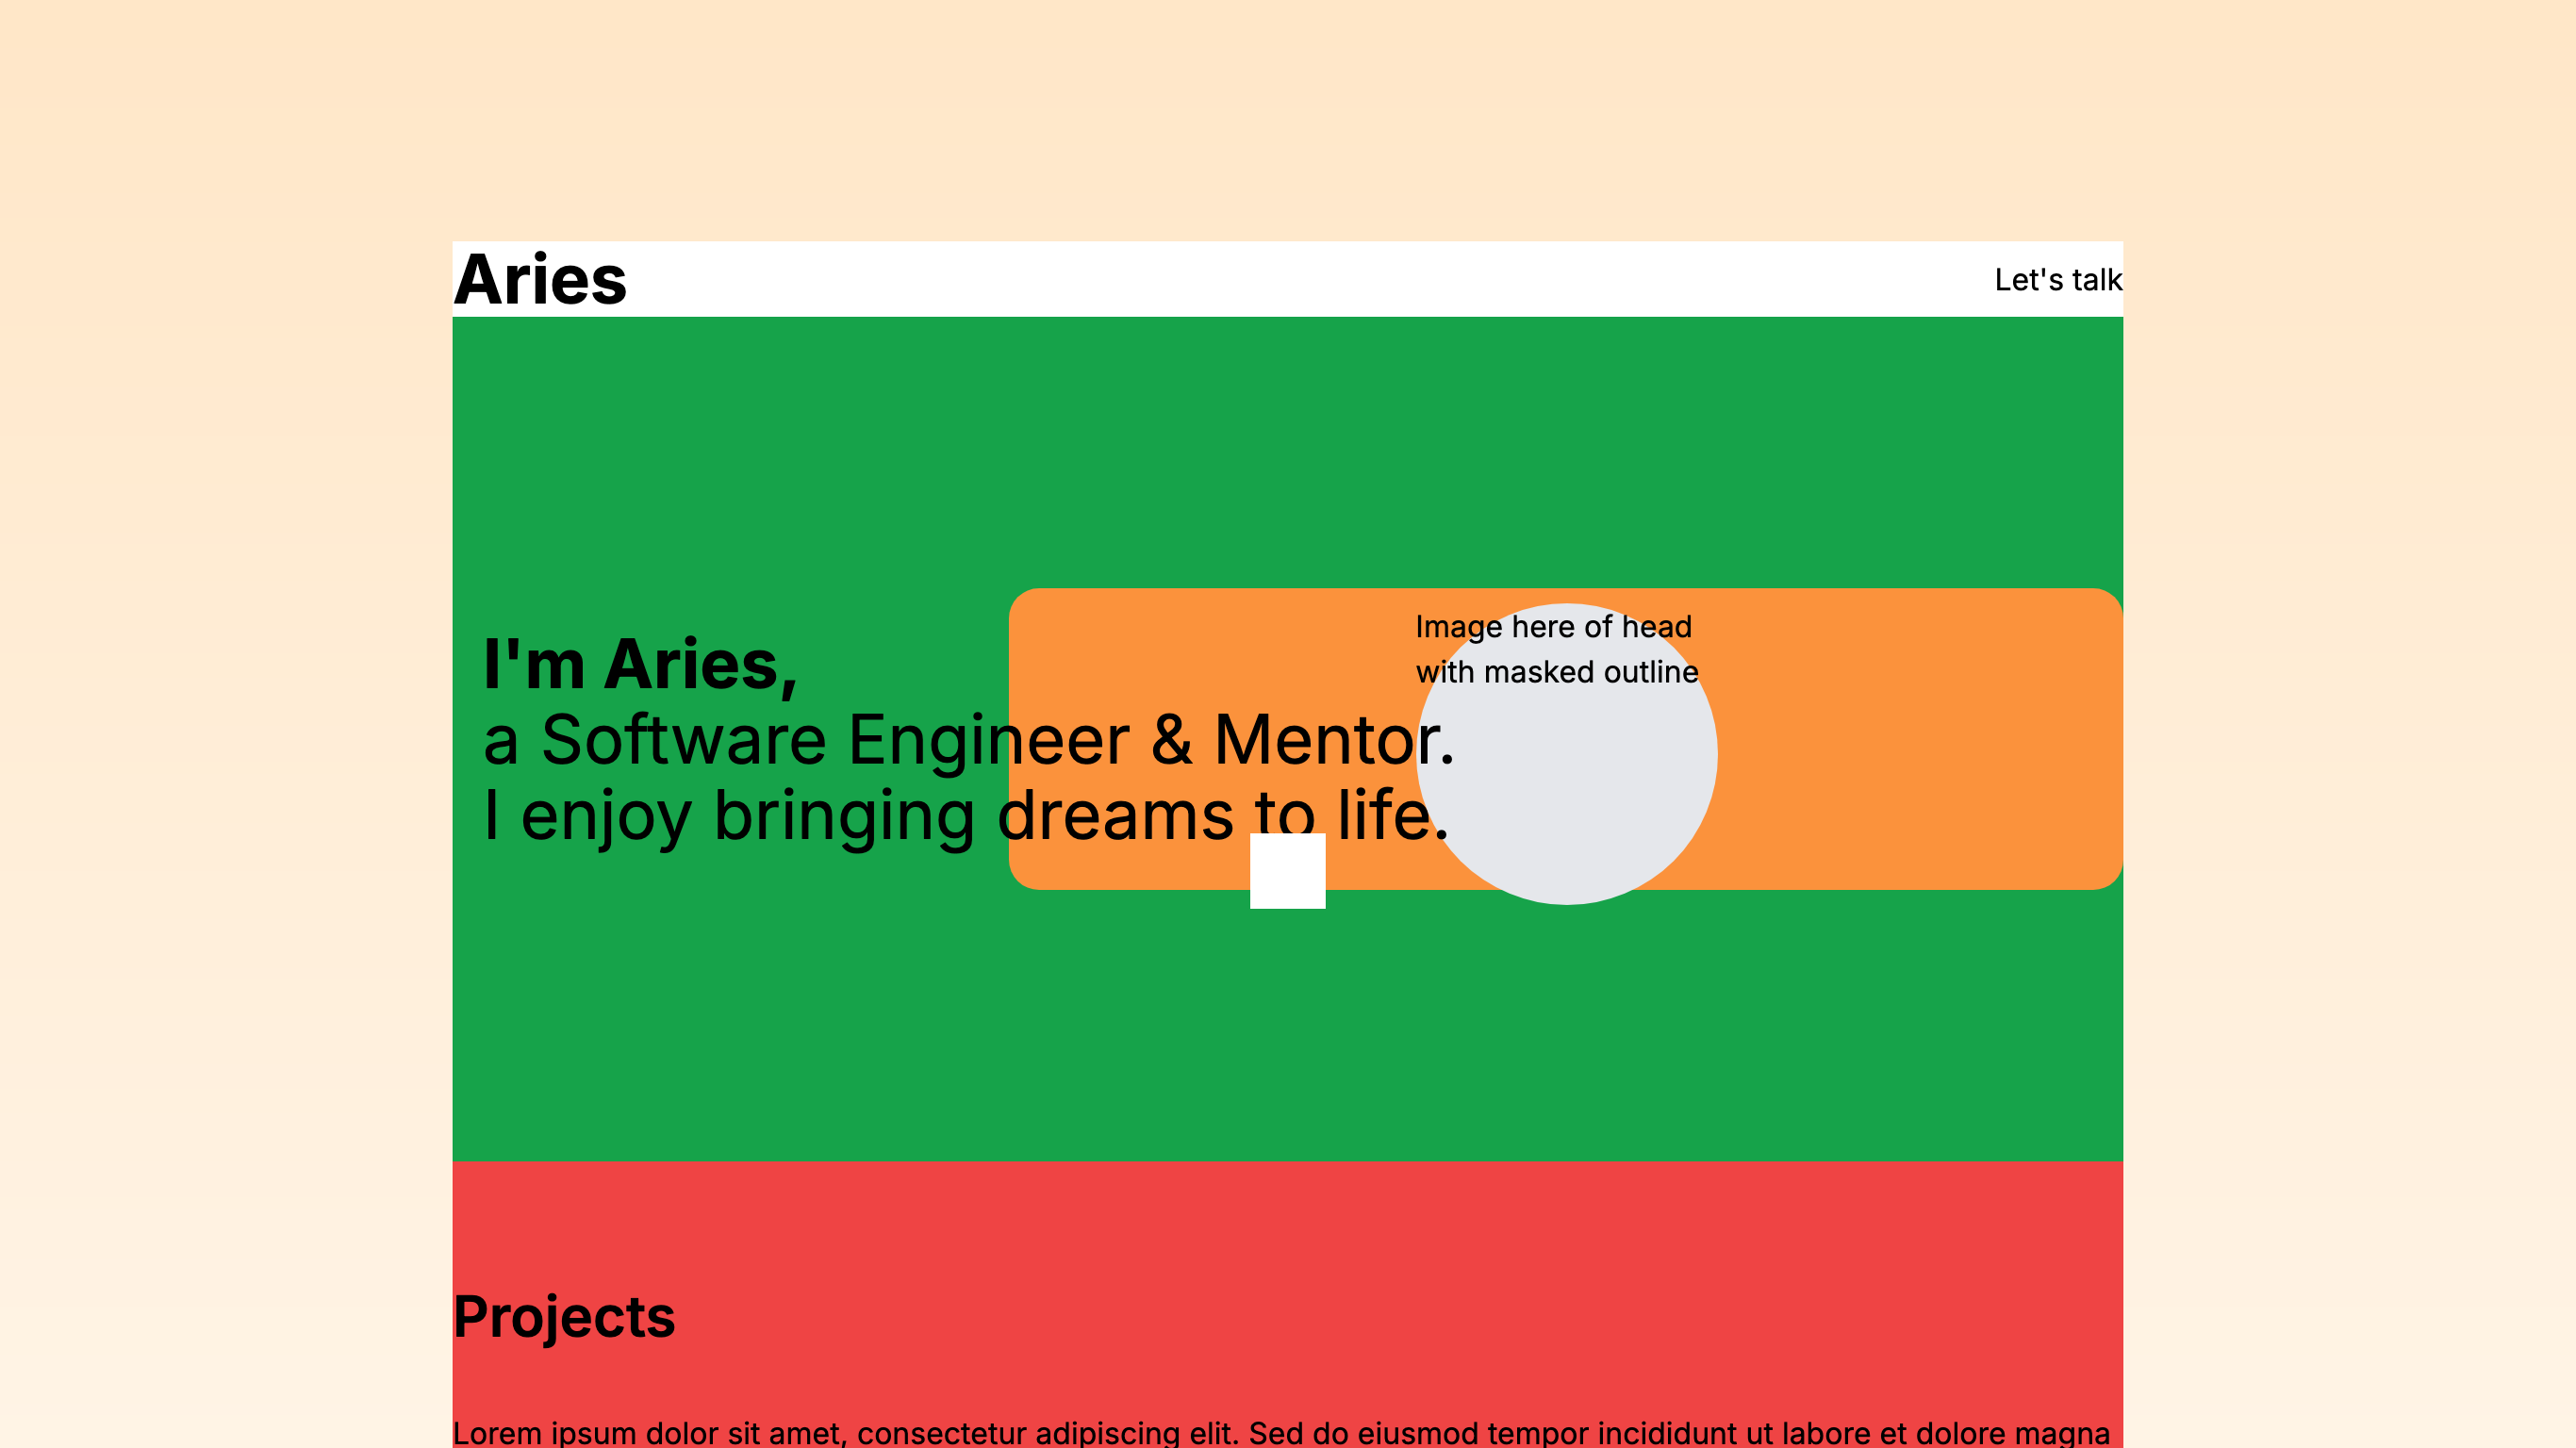 Aries
Let's talk
Image here of head
with masked outline
I'm Aries,
a Software Engineer & Mentor.
I enjoy bringing dreams to life.
Projects
Lorem ipsum dolor sit amet, consectetur adipiscing elit. Sed do eiusmod tempor incididunt ut labore et dolore magna